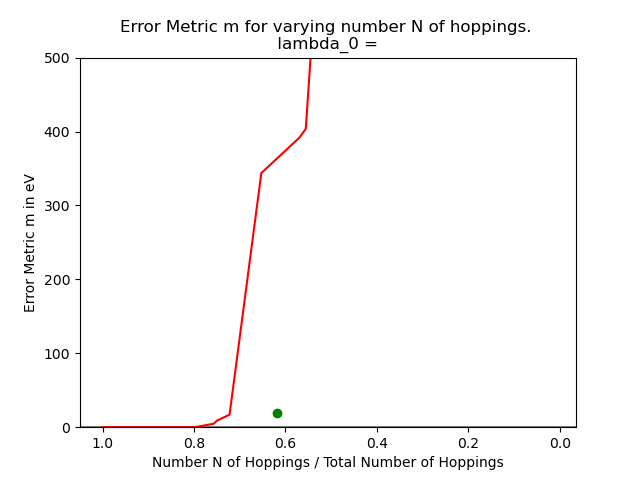 Error Metric m for varying number N of hoppings.
lambda_0 =
500
400
300
200
100
0
Error Metric m in eV
1.0 0.8 0.6 0.4 0.2 0.0
Number N of Hoppings / Total Number of Hoppings